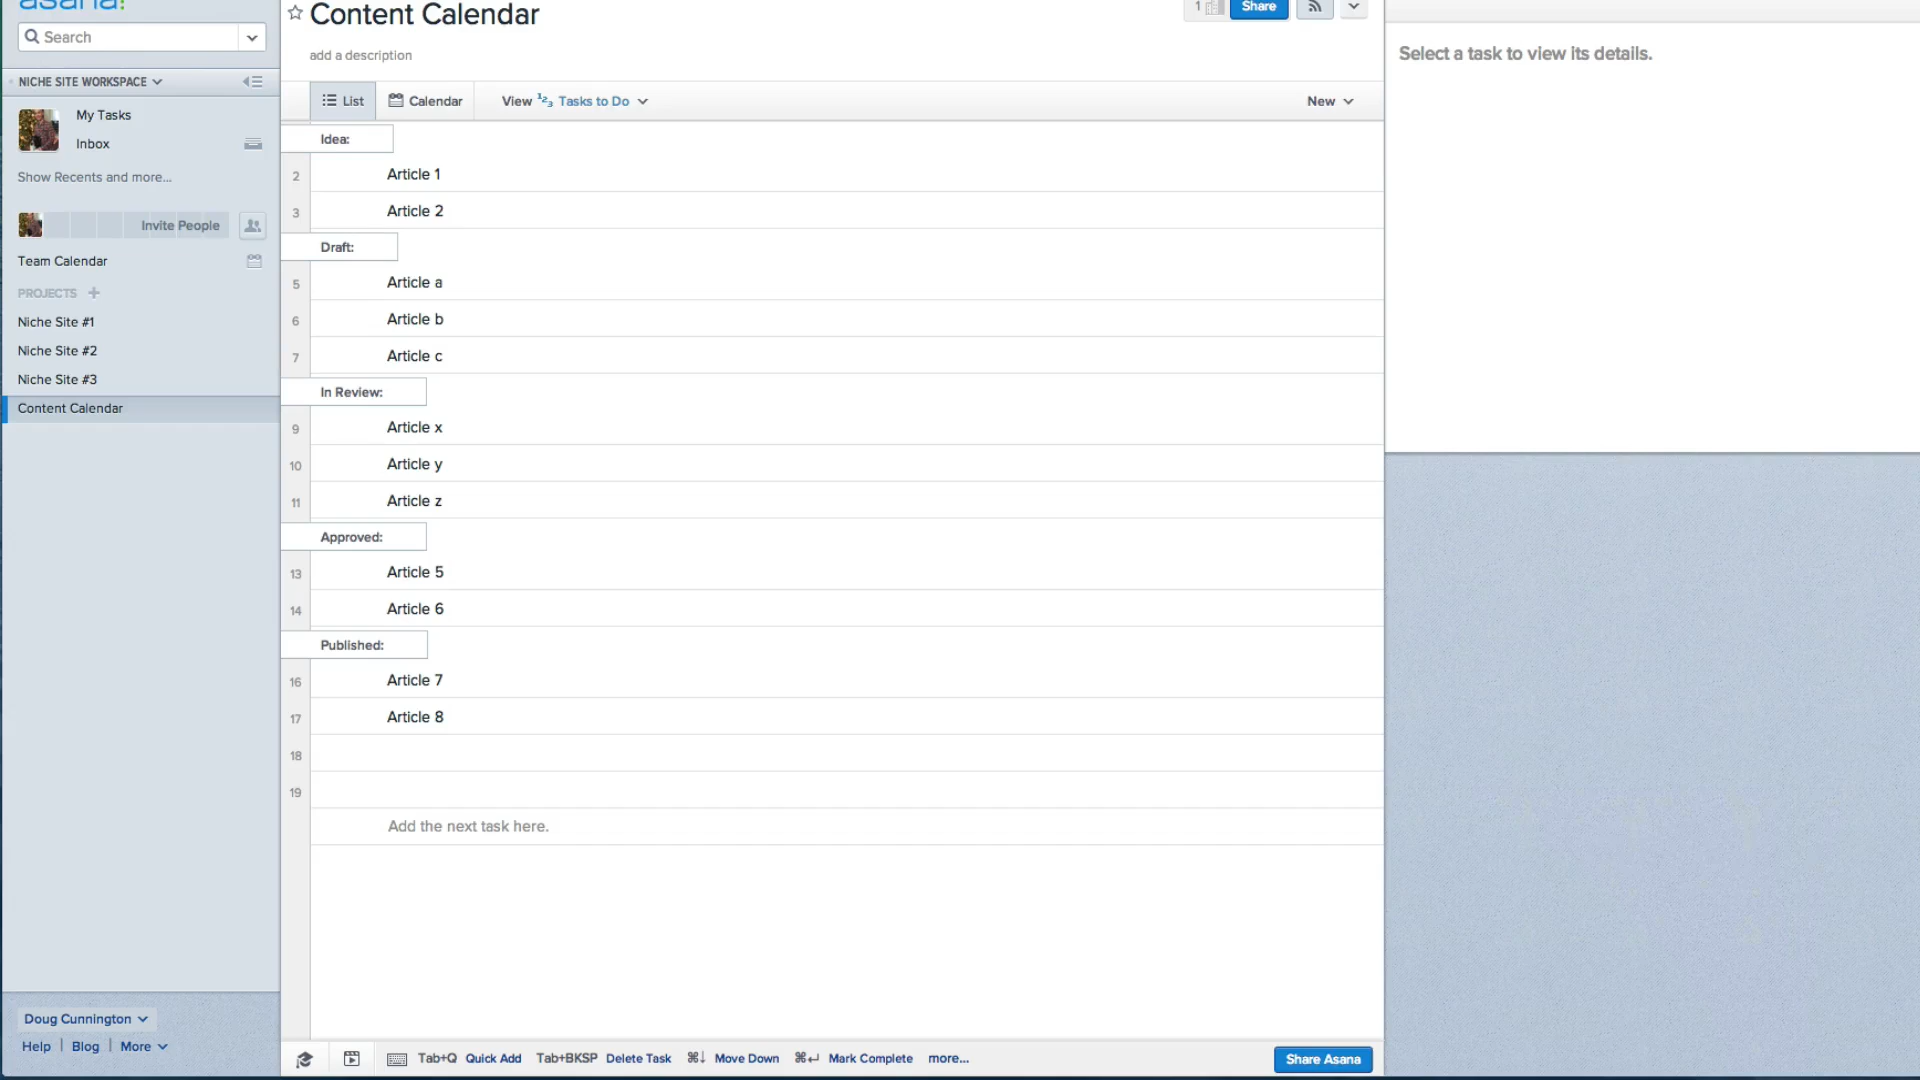 asana:
Search
NICHE SITE WORKSPACE
My Tasks
Inbox
Show Recents and more...
Invite People
Team Calendar
PROJECTS +
Niche Site #1
Niche Site #2
Niche Site #3
Content Calendar
Doug Cunnington
Help | Blog | More
Content Calendar
1
Share
add a description
List
Calendar
View 123 Tasks to Do
New
Idea:
2 Article 1
3 Article 2
Draft:
5 Article a
6 Article b
7 Article c
In Review:
9 Article x
10 Article y
11 Article z
Approved:
13 Article 5
14 Article 6
Published:
16 Article 7
17 Article 8
18
19
Add the next task here.
Tab+Q Quick Add Tab+BKSP Delete Task ⌘↓ Move Down ⌘↵ Mark Complete more...
Share Asana
Select a task to view its details.